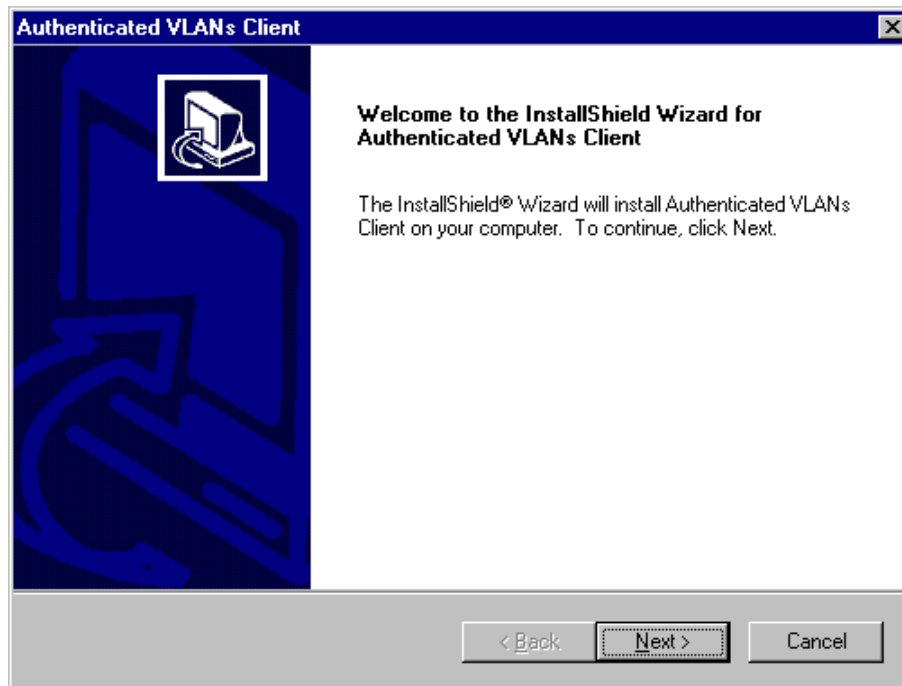 Authenticated VLANs Client
Welcome to the InstallShield Wizard for
Authenticated VLANs Client
The InstallShield® Wizard will install Authenticated VLANs
Client on your computer.  To continue, click Next.
< Back
Next >
Cancel